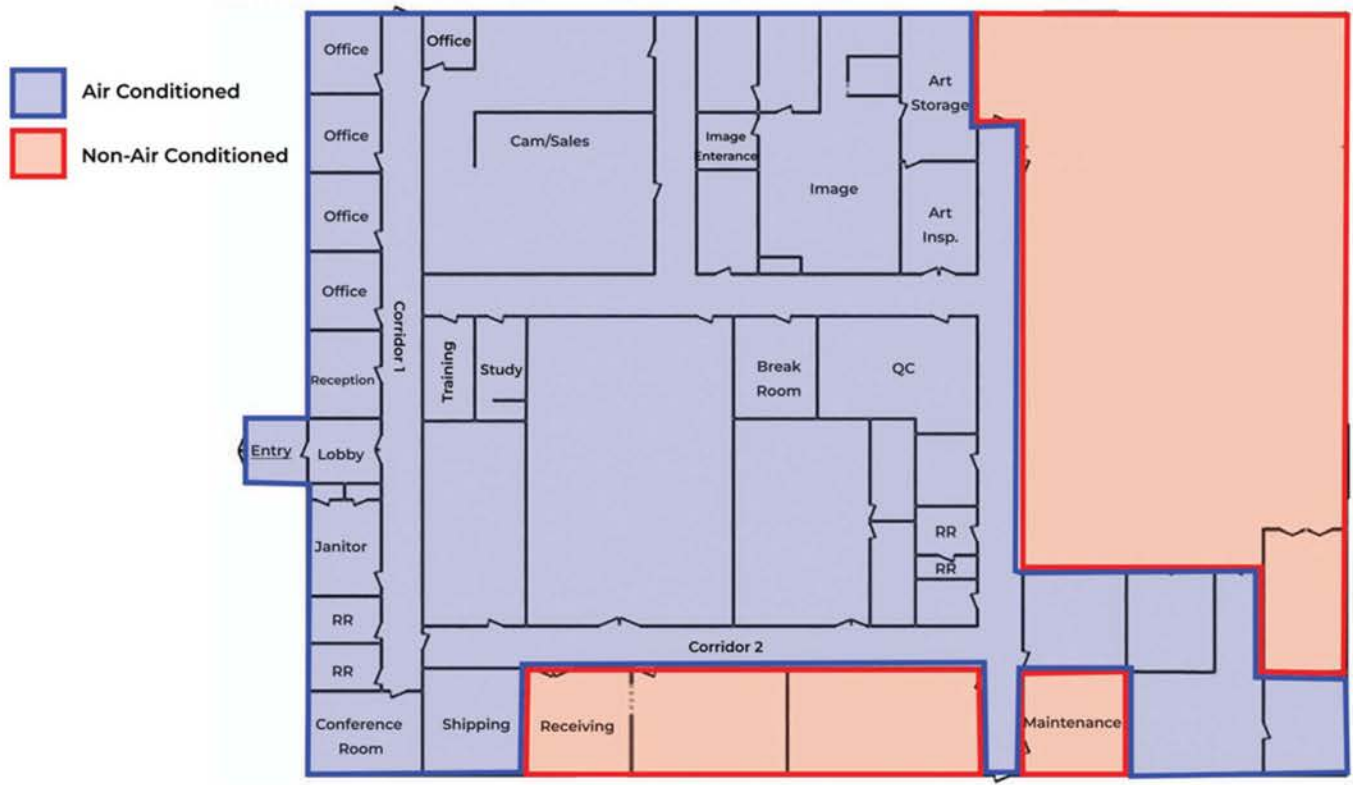 Air Conditioned
Non-Air Conditioned
Office
Office
Art
Storage
Office
Cam/Sales
Image
Enterance
Image
Office
Art
Insp.
Office
Corridor 1
Reception
Training
Study
Break
Room
QC
Entry
Lobby
Janitor
RR
RR
RR
RR
Corridor 2
Conference
Room
Shipping
Receiving
Maintenance